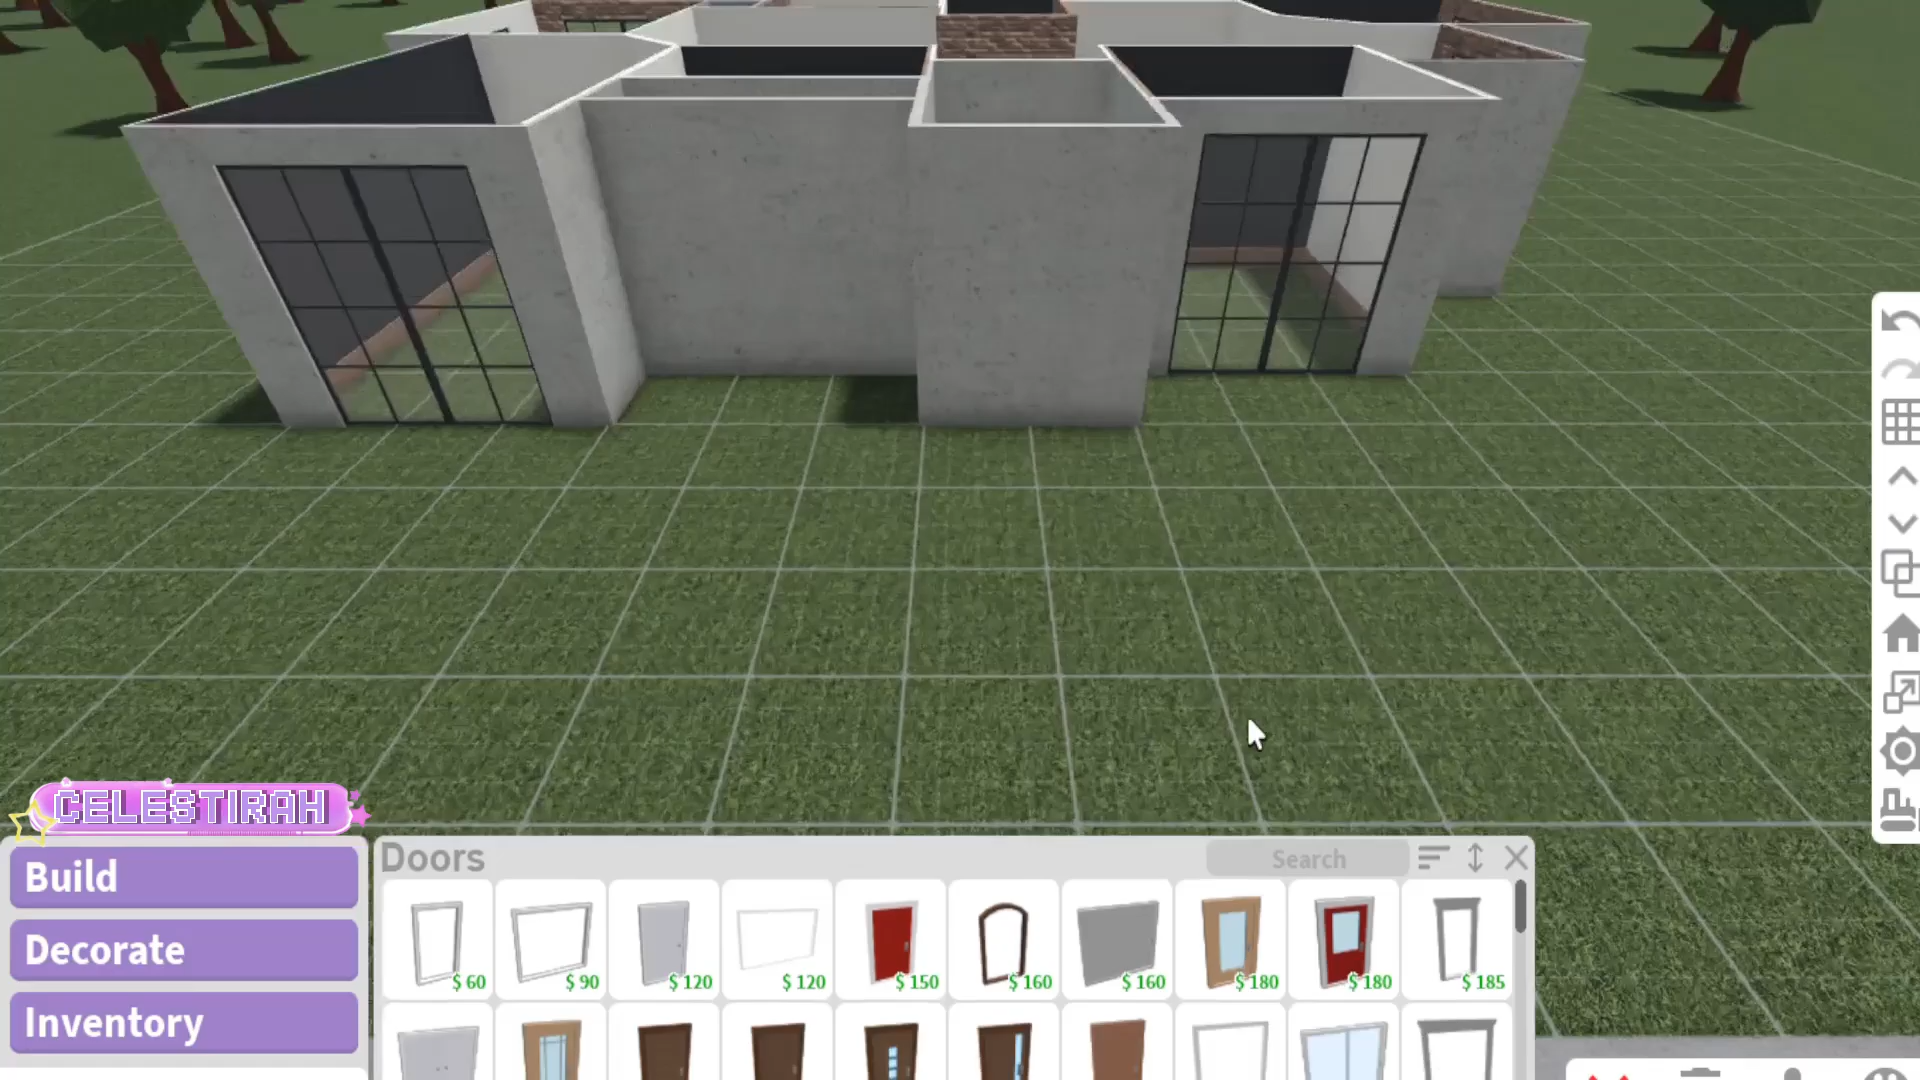 CELESTIRAH
Build
Decorate
Inventory
Doors
Search
$ 60
$ 90
$ 120
$ 120
$ 150
$ 160
$ 160
$ 180
$ 180
$ 185